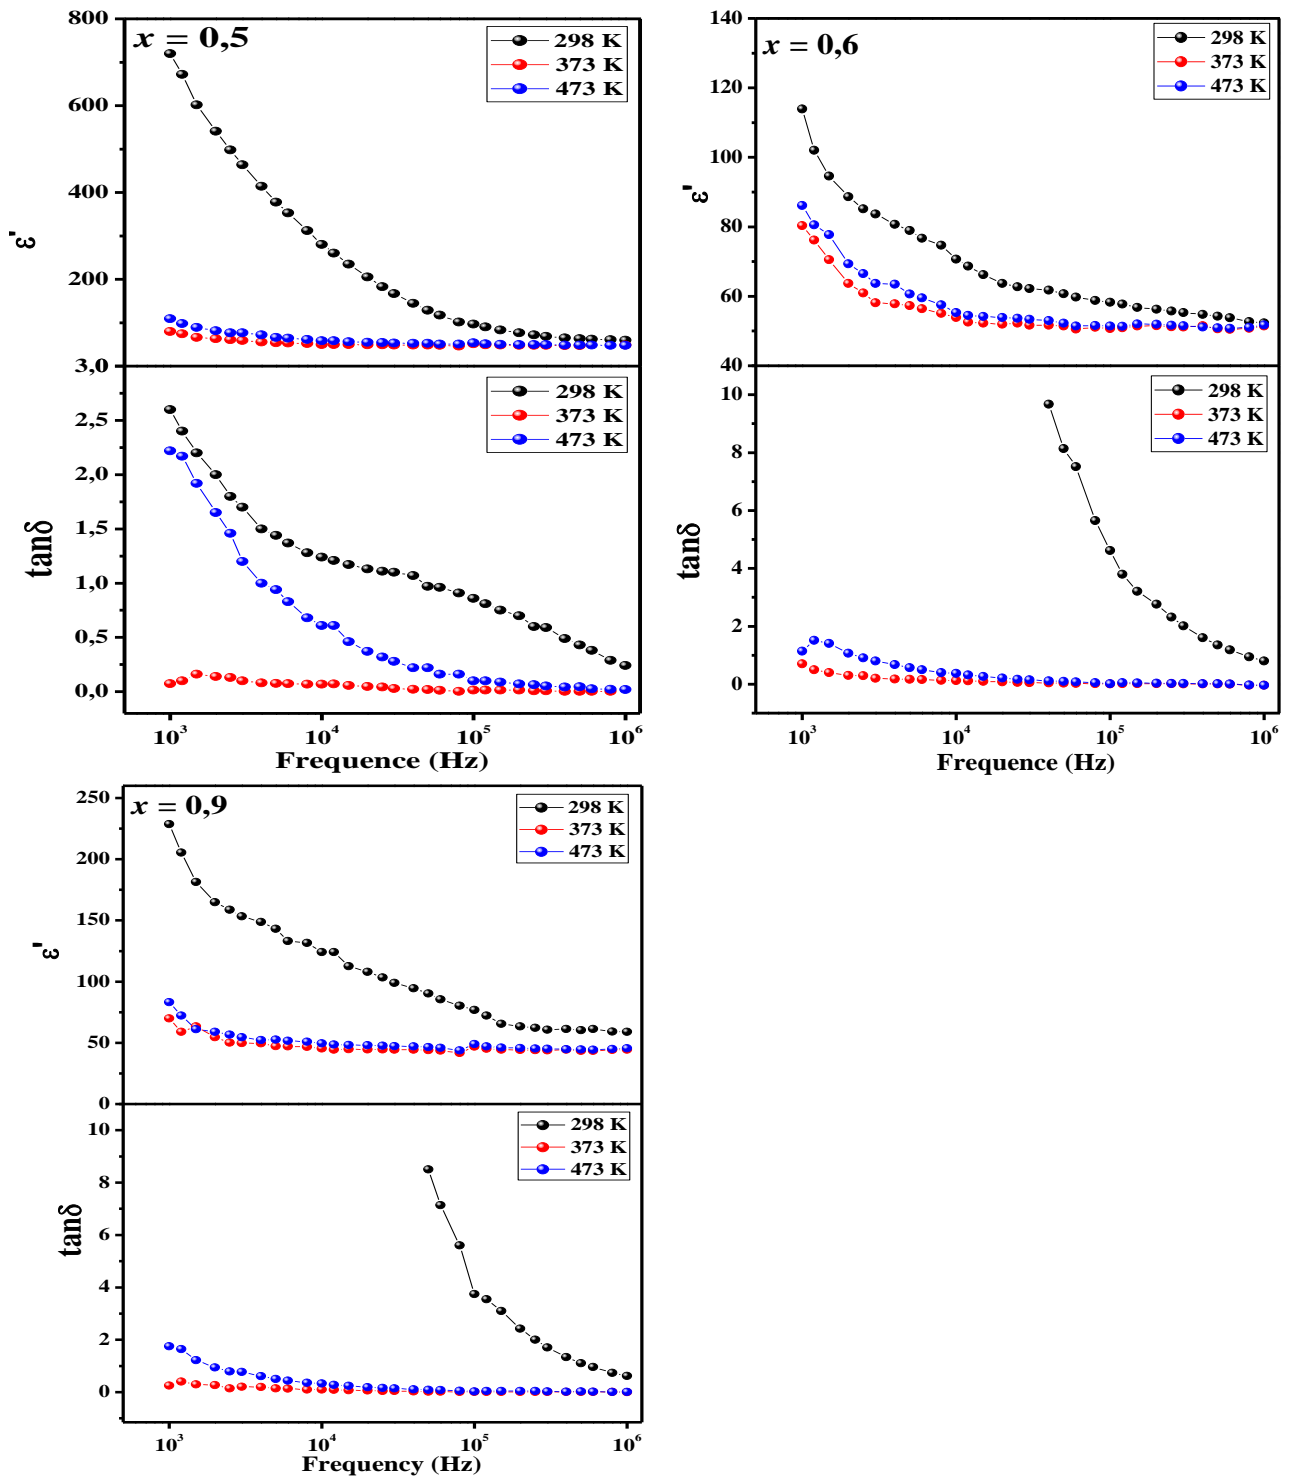 x = 0,5
298 K
373 K
473 K
800
600
400
200
3,0
ε'
298 K
373 K
473 K
2,5
2,0
1,5
1,0
0,5
0,0
tanδ
10³ 10⁴ 10⁵ 10⁶
Frequence (Hz)
x = 0,6
298 K
373 K
473 K
140
120
100
80
60
40
ε'
298 K
373 K
473 K
10
8
6
4
2
0
tanδ
10³ 10⁴ 10⁵ 10⁶
Frequence (Hz)
x = 0,9
298 K
373 K
473 K
250
200
150
100
50
0
ε'
298 K
373 K
473 K
10
8
6
4
2
0
tanδ
10³ 10⁴ 10⁵ 10⁶
Frequency (Hz)